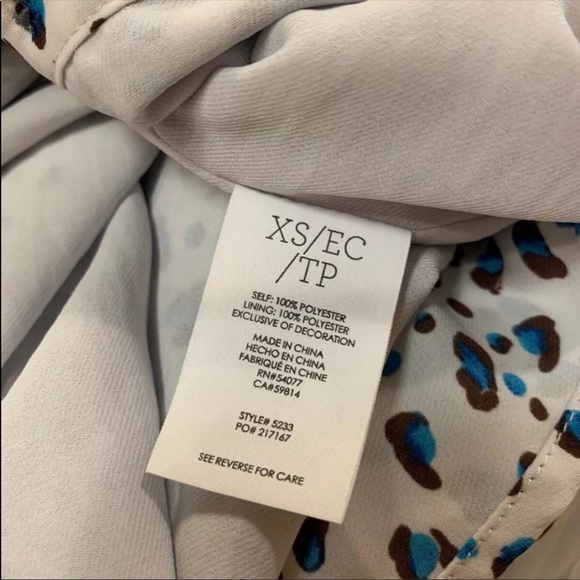 XS/EC
/TP
SELF: 100% POLYESTER
LINING: 100% POLYESTER
EXCLUSIVE OF DECORATION
MADE IN CHINA
HECHO EN CHINA
FABRIQUÉ EN CHINE
RN#54077
CA#59814
STYLE# 5233
PO# 217167
SEE REVERSE FOR CARE